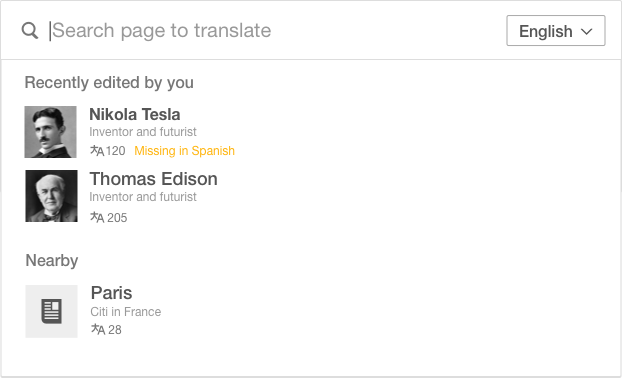 Search page to translate
English
Recently edited by you
Nikola Tesla
Inventor and futurist
120 Missing in Spanish
Thomas Edison
Inventor and futurist
205
Nearby
Paris
Citi in France
28